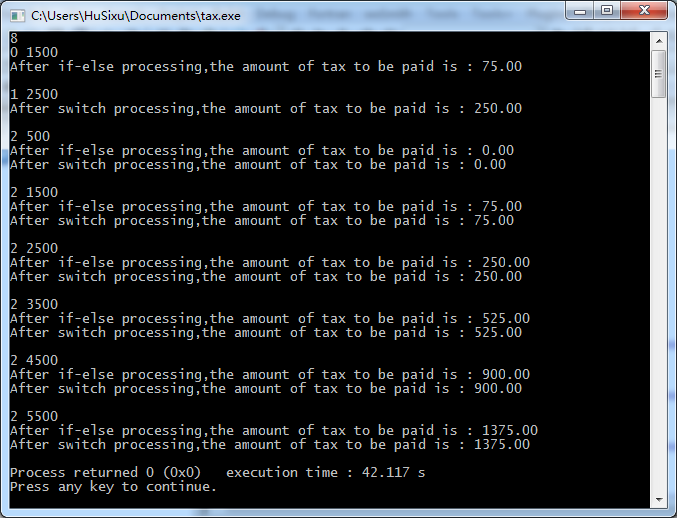 C:\Users\HuSixu\Documents\tax.exe
8
0 1500
After if-else processing,the amount of tax to be paid is : 75.00
1 2500
After switch processing,the amount of tax to be paid is : 250.00
2 500
After if-else processing,the amount of tax to be paid is : 0.00
After switch processing,the amount of tax to be paid is : 0.00
2 1500
After if-else processing,the amount of tax to be paid is : 75.00
After switch processing,the amount of tax to be paid is : 75.00
2 2500
After if-else processing,the amount of tax to be paid is : 250.00
After switch processing,the amount of tax to be paid is : 250.00
2 3500
After if-else processing,the amount of tax to be paid is : 525.00
After switch processing,the amount of tax to be paid is : 525.00
2 4500
After if-else processing,the amount of tax to be paid is : 900.00
After switch processing,the amount of tax to be paid is : 900.00
2 5500
After if-else processing,the amount of tax to be paid is : 1375.00
After switch processing,the amount of tax to be paid is : 1375.00
Process returned 0 (0x0)   execution time : 42.117 s
Press any key to continue.